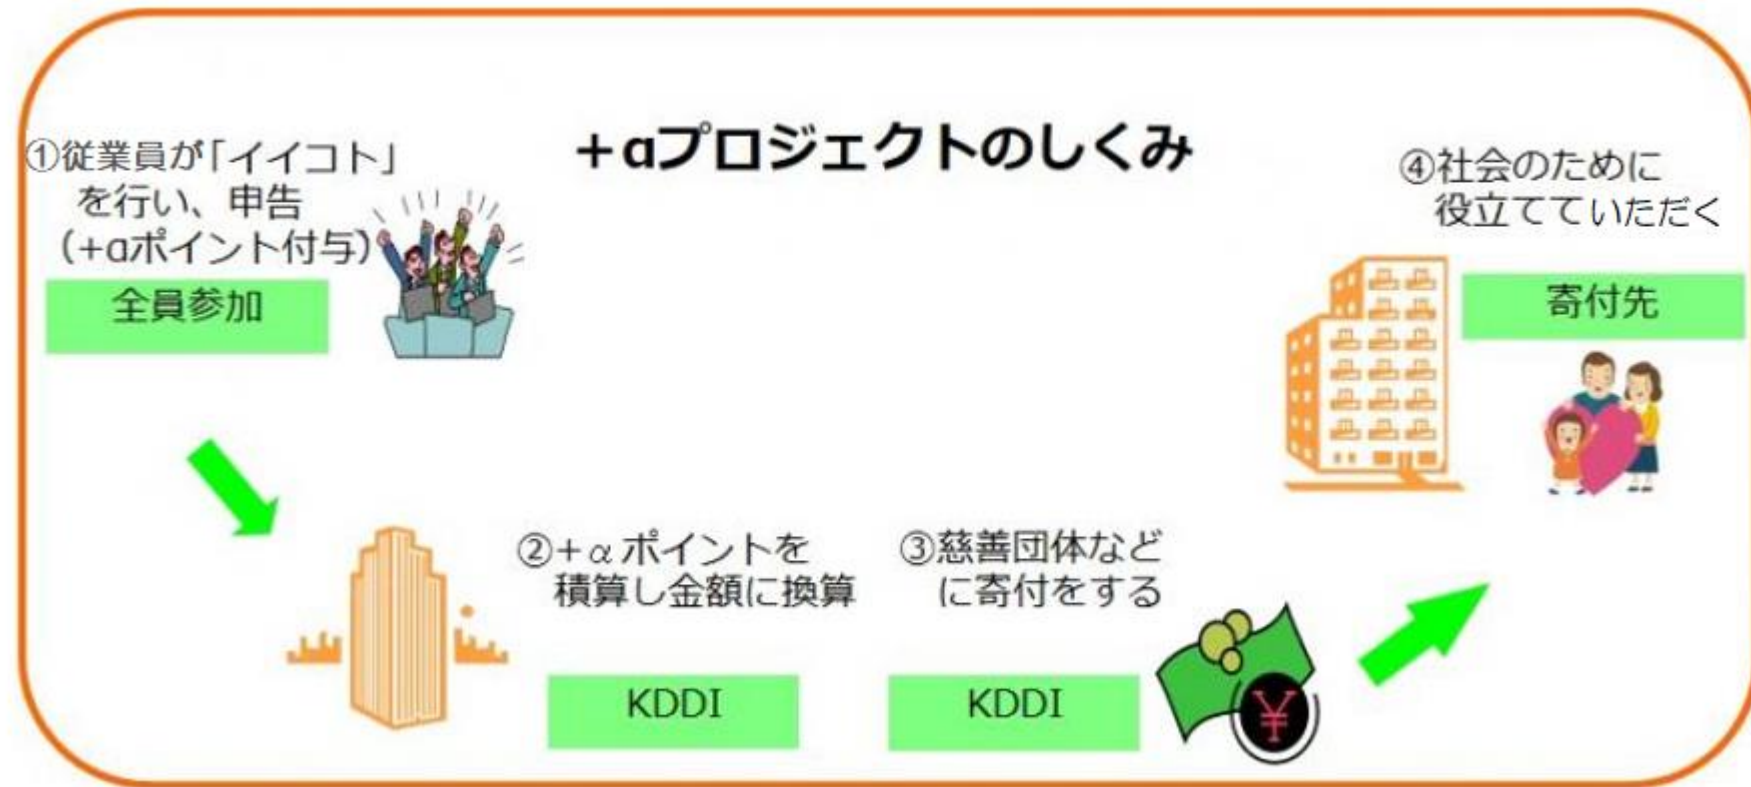 +αプロジェクトのしくみ
①従業員が「イイコト」
を行い、申告
(+αポイント付与)
全員参加
②+αポイントを
積算し金額に換算
KDDI
③慈善団体など
に寄付をする
KDDI
¥
④社会のために
役立てていただく
寄付先